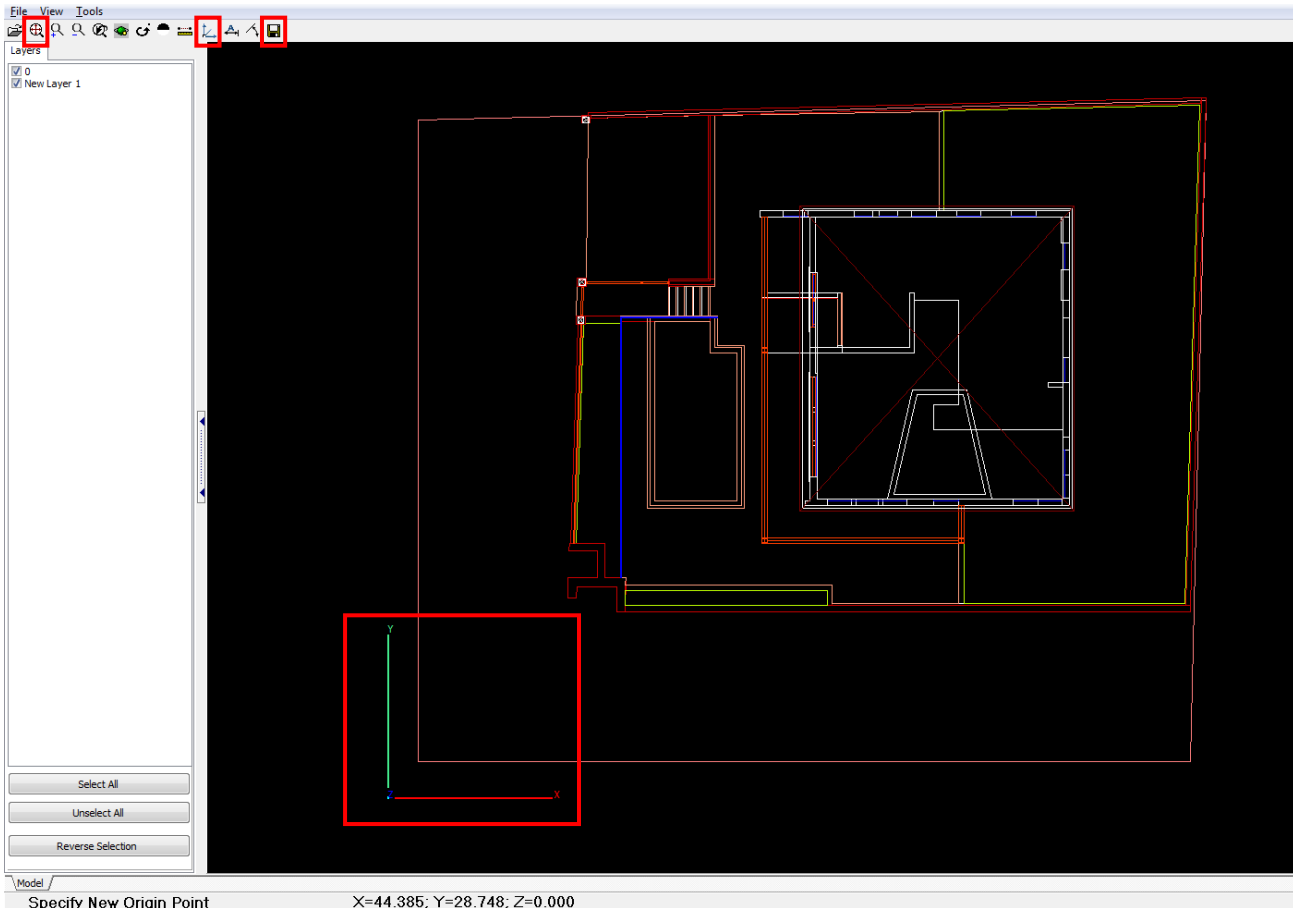 File View Tools
Layers
0
New Layer 1
Y
Z X
Select All
Unselect All
Reverse Selection
Model
Specify New Origin Point X=44.385; Y=28.748; Z=0.000